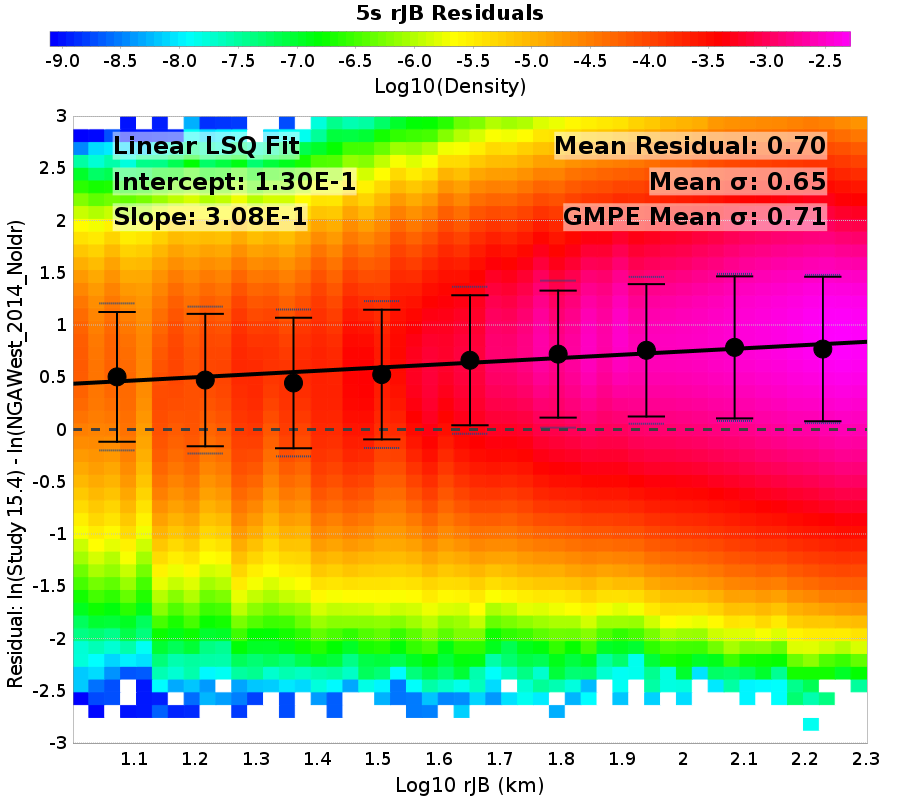 5s rJB Residuals
-9.0 -8.5 -8.0 -7.5 -7.0 -6.5 -6.0 -5.5 -5.0 -4.5 -4.0 -3.5 -3.0 -2.5
Log10(Density)
Linear LSQ Fit
Intercept: 1.30E-1
Slope: 3.08E-1
Mean Residual: 0.70
Mean σ: 0.65
GMPE Mean σ: 0.71
3
2.5
2
1.5
1
0.5
0
-0.5
-1
-1.5
-2
-2.5
-3
Residual: ln(Study 15.4) - ln(NGAWest_2014_NoIdr)
1.1 1.2 1.3 1.4 1.5 1.6 1.7 1.8 1.9 2 2.1 2.2 2.3
Log10 rJB (km)